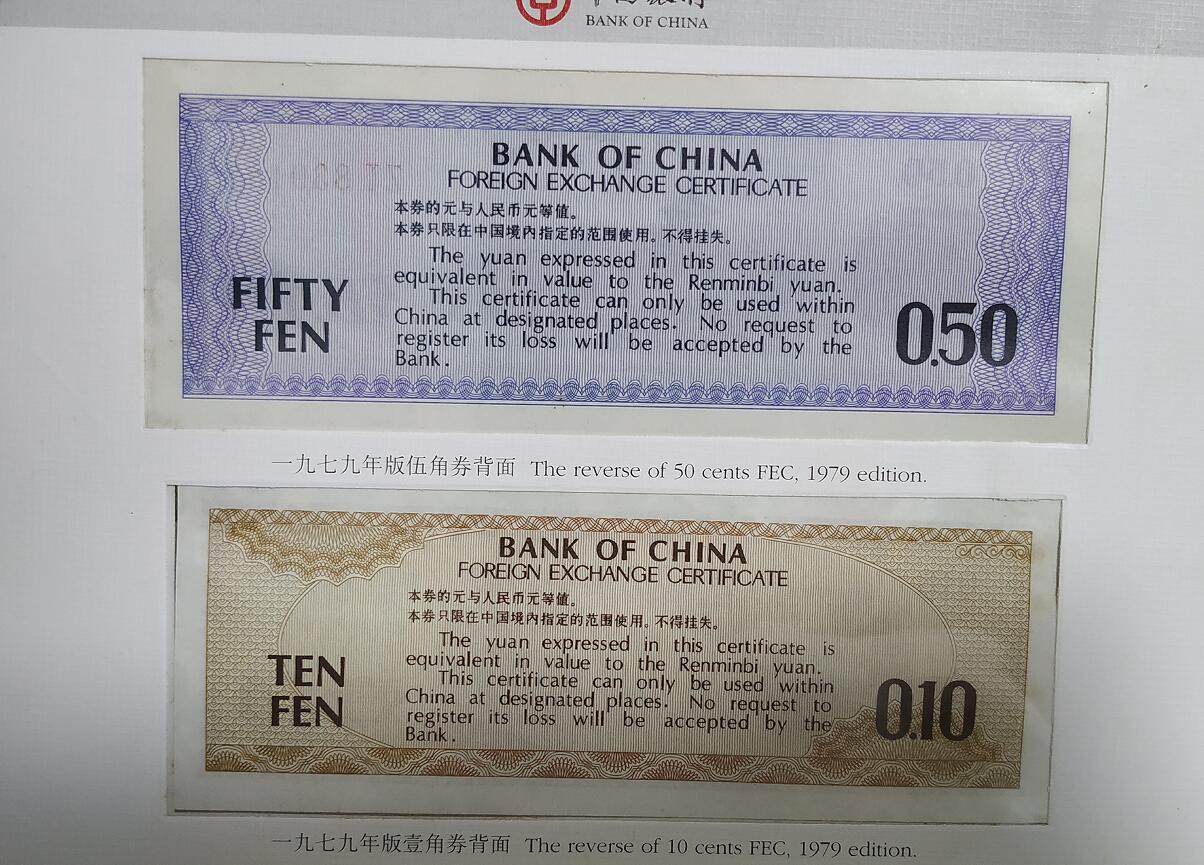 BANK OF CHINA
BANK OF CHINA
FOREIGN EXCHANGE CERTIFICATE
本券的元与人民币元等值。
本券只限在中国境内指定的范围使用。不得挂失。
The yuan expressed in this certificate is
equivalent in value to the Renminbi yuan.
This certificate can only be used within
China at designated places. No request to
register its loss will be accepted by the
Bank.
FIFTY
FEN
0.50
一九七九年版伍角券背面 The reverse of 50 cents FEC, 1979 edition.
BANK OF CHINA
FOREIGN EXCHANGE CERTIFICATE
本券的元与人民币元等值。
本券只限在中国境内指定的范围使用。不得挂失。
The yuan expressed in this certificate is
equivalent in value to the Renminbi yuan.
This certificate can only be used within
China at designated places. No request to
register its loss will be accepted by the
Bank.
TEN
FEN
0.10
一九七九年版壹角券背面 The reverse of 10 cents FEC, 1979 edition.